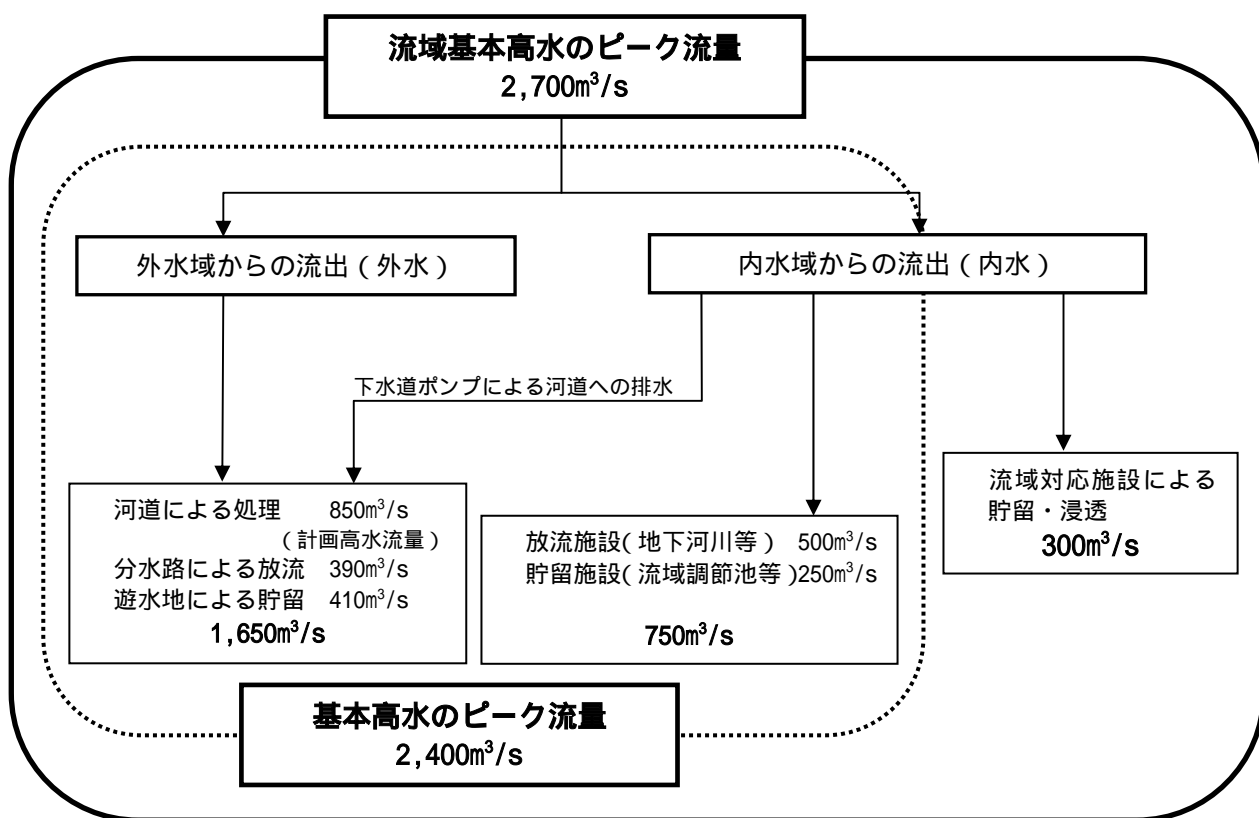 流域基本高水のピーク流量
2,700m³/s
外水域からの流出（外水）
内水域からの流出（内水）
下水道ポンプによる河道への排水
河道による処理 850m³/s
（計画高水流量）
分水路による放流 390m³/s
遊水地による貯留 410m³/s
1,650m³/s
放流施設（地下河川等） 500m³/s
貯留施設（流域調節池等）250m³/s
750m³/s
流域対応施設による
貯留・浸透
300m³/s
基本高水のピーク流量
2,400m³/s